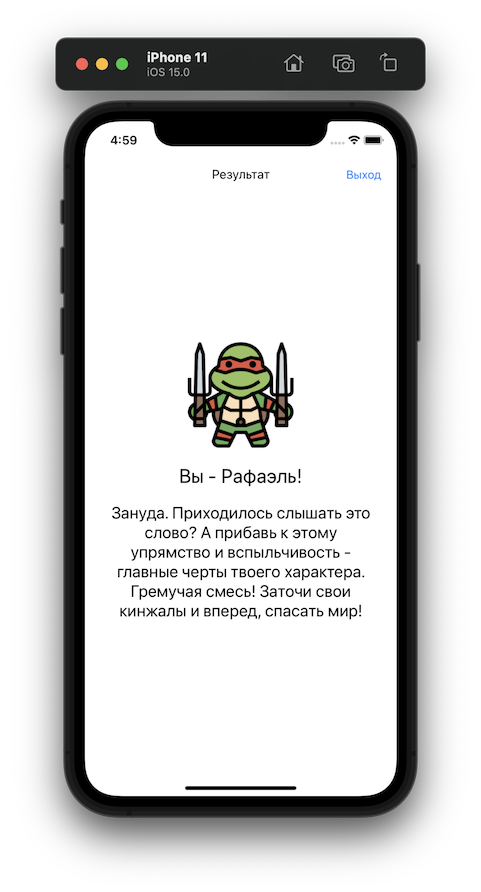 iPhone 11
iOS 15.0
4:59
Результат
Выход
Вы - Рафаэль!
Зануда. Приходилось слышать это
слово? А прибавь к этому
упрямство и вспыльчивость -
главные черты твоего характера.
Гремучая смесь! Заточи свои
кинжалы и вперед, спасать мир!